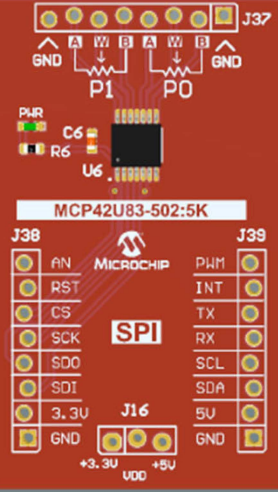 J37
A W B A W B
GND GND
P1 P0
PWR
C6
R6
U6
MCP42U83-502:5K
J38 J39
MICROCHIP
AN PWM
RST INT
CS TX
SCK RX
SPI
SDO SCL
SDI SDA
3.3V 5V
GND GND
J16
+3.3V +5V
VDD